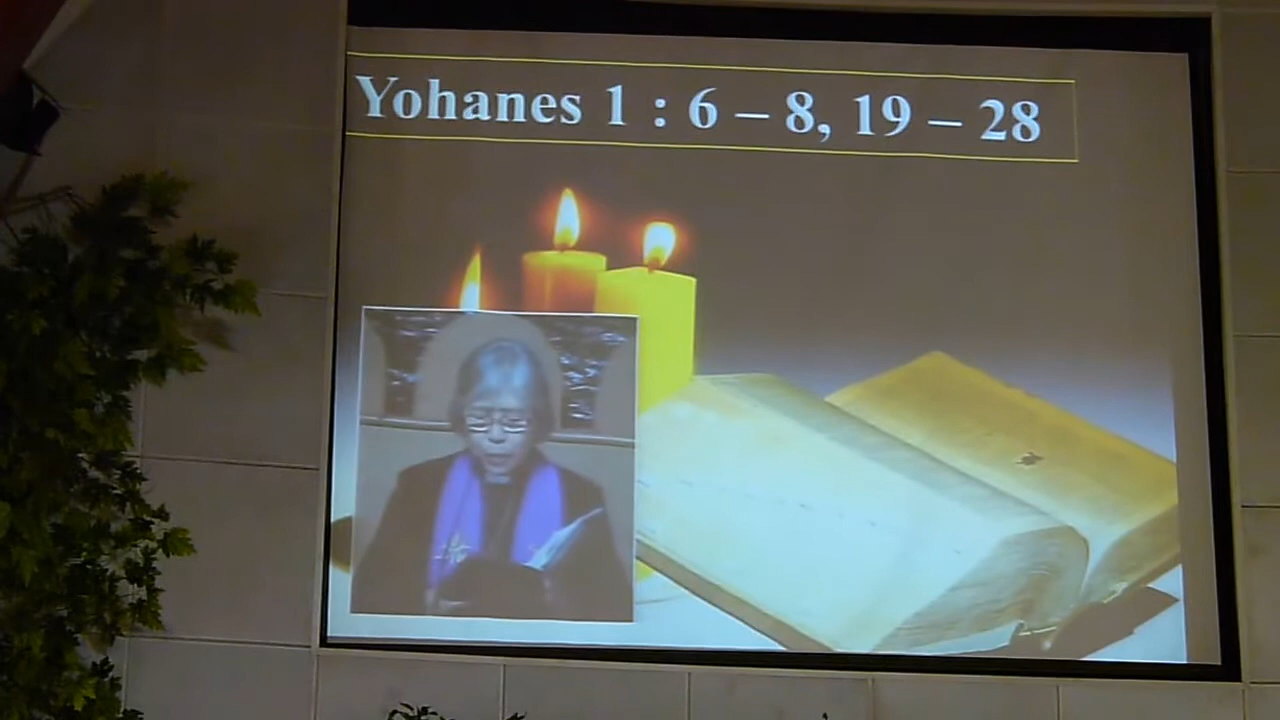 Yohanes 1 : 6 – 8, 19 – 28